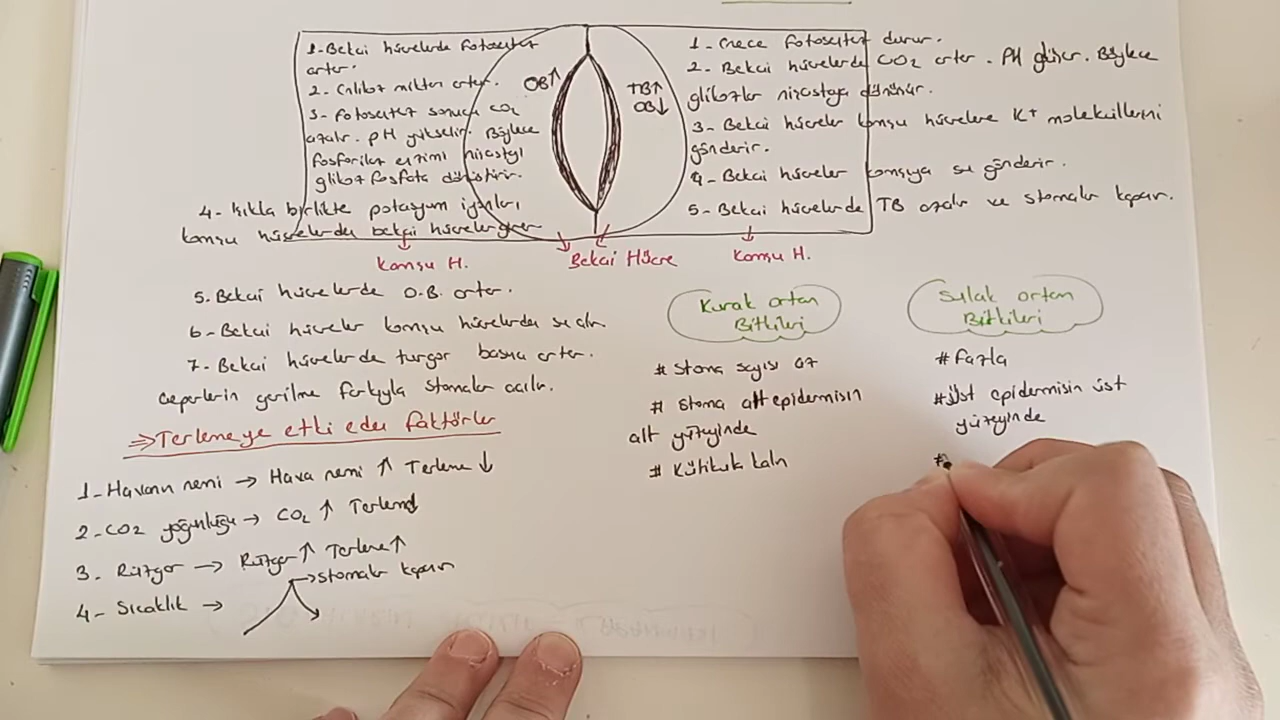 1- Bekçi hücrelerde fotosentez
artar.
2- Glikoz miktarı artar.
3- Fotosentez sonucu CO2
azalır. pH yükselir. Böylece
fosforilaz enzimi nişastayı
glikoz fosfata dönüştürür.
4- Işıkla birlikte potasyum iyonları
komşu hücrelerden bekçi hücrelere girer
OB↑
TB↑
OB↓
1- Gece fotosentez durur.
2- Bekçi hücrelerde CO2 artar. PH düşer. Böylece
glikozlar nişastaya dönüşür.
3- Bekçi hücreler komşu hücrelere K+ moleküllerini
gönderir.
4- Bekçi hücreler komşuya su gönderir.
5- Bekçi hücrelerde TB azalır ve stomalar kapanır.
Komşu H.
Bekçi Hücre
Komşu H.
5. Bekçi hücrelerde O.B. artar.
6- Bekçi hücreler komşu hücrelerden su alır
7- Bekçi hücrelerde turgor basıncı artar.
Çeperlerin gerilme farkıyla stomalar açılır.
⇒ Terlemeye etki eden faktörler
1- Havanın nemi → Hava nemi ↑ Terleme ↓
2- CO2 yoğunluğu → CO2 ↑ Terleme↓
3- Rüzgar → Rüzgar ↑ Terleme ↑
4- Sıcaklık →
→ stomalar kapanır
Kurak ortam
Bitkileri
# Stoma sayısı az
# Stoma alt epidermisin
alt yüzeyinde
# Kütikula kalın
Sulak ortam
Bitkileri
# Fazla
# Üst epidermisin üst
yüzeyinde
#